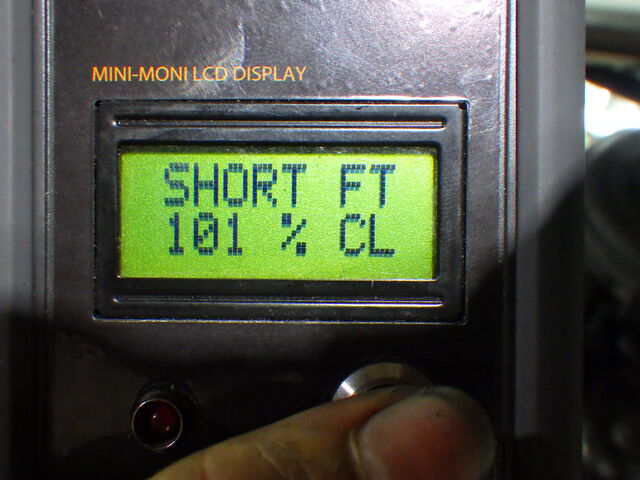 MINI-MONI LCD DISPLAY
SHORT FT
101 % CL